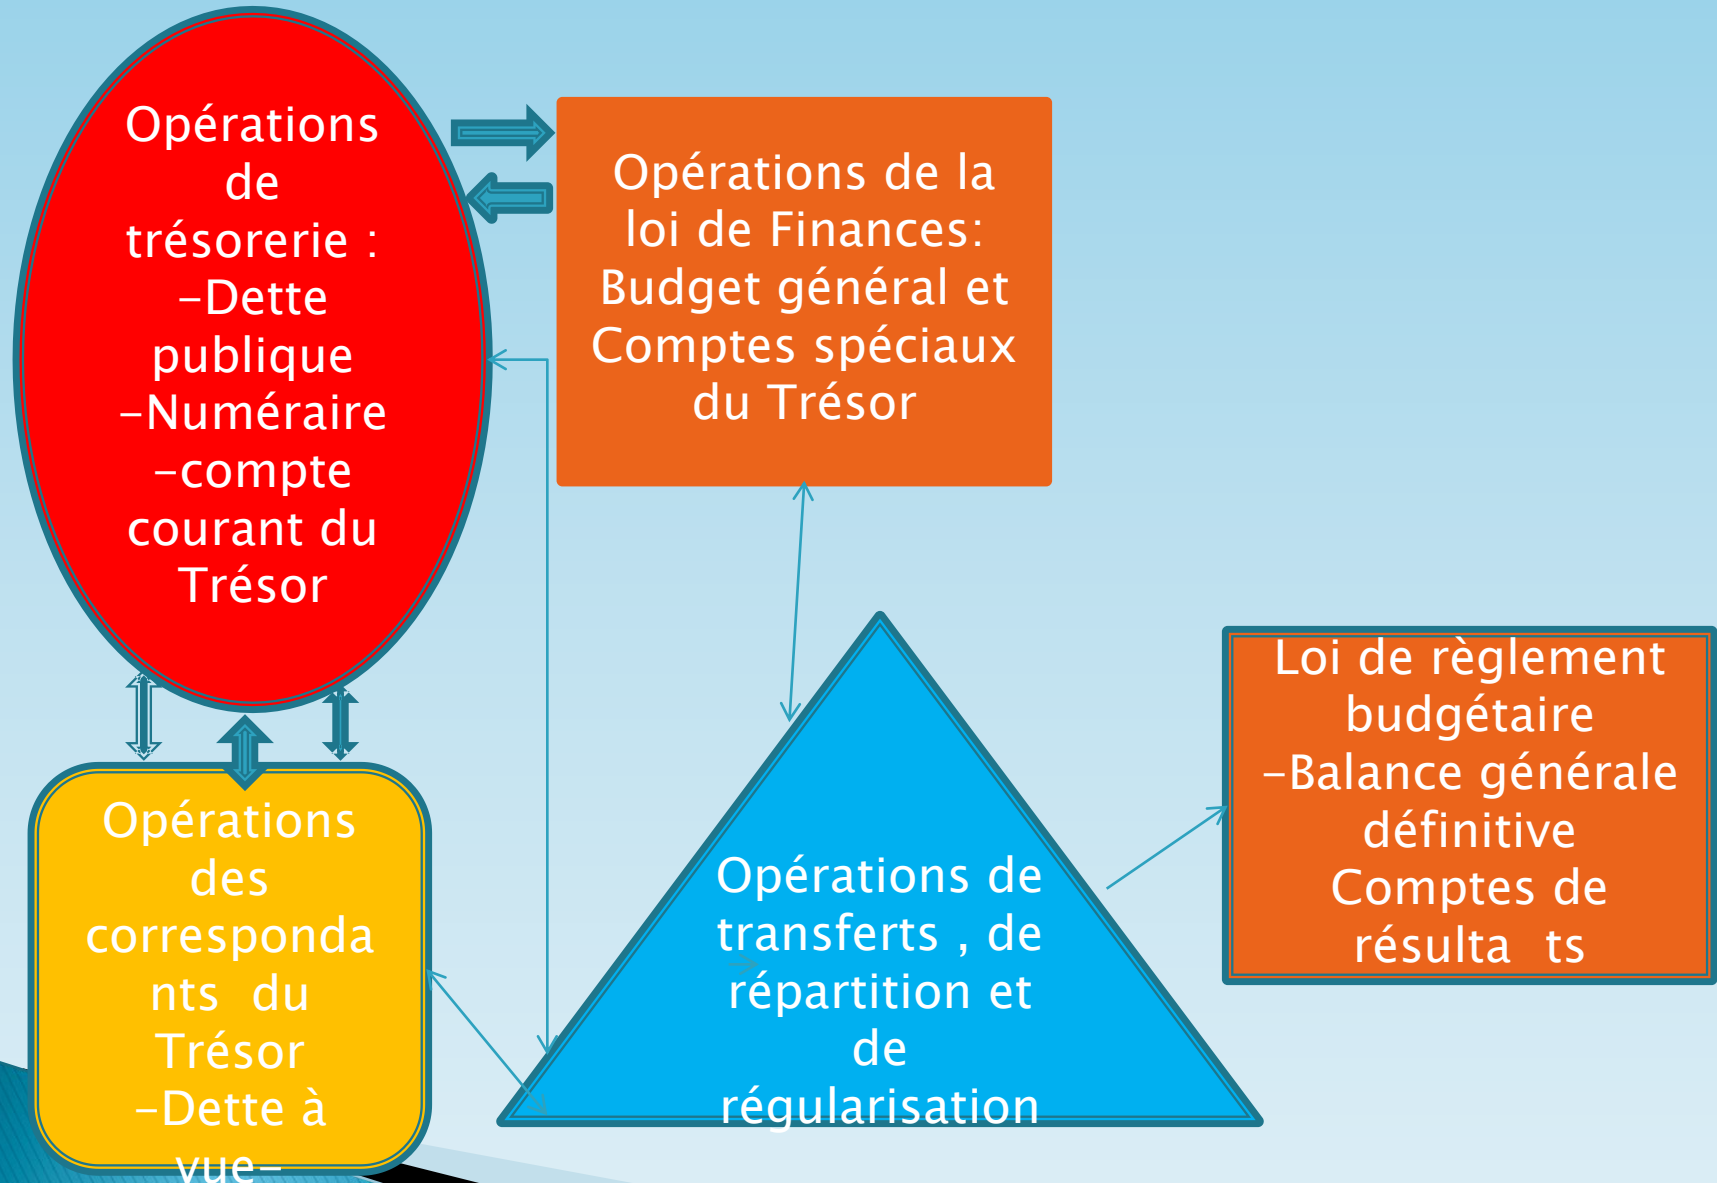 Opérations
de
trésorerie :
-Dette
publique
-Numéraire
-compte
courant du
Trésor
Opérations de la
loi de Finances:
Budget général et
Comptes spéciaux
du Trésor
Opérations
des
corresponda
nts du
Trésor
-Dette à
vue-
Opérations de
transferts , de
répartition et
de
régularisation
Loi de règlement
budgétaire
-Balance générale
définitive
Comptes de
résulta ts